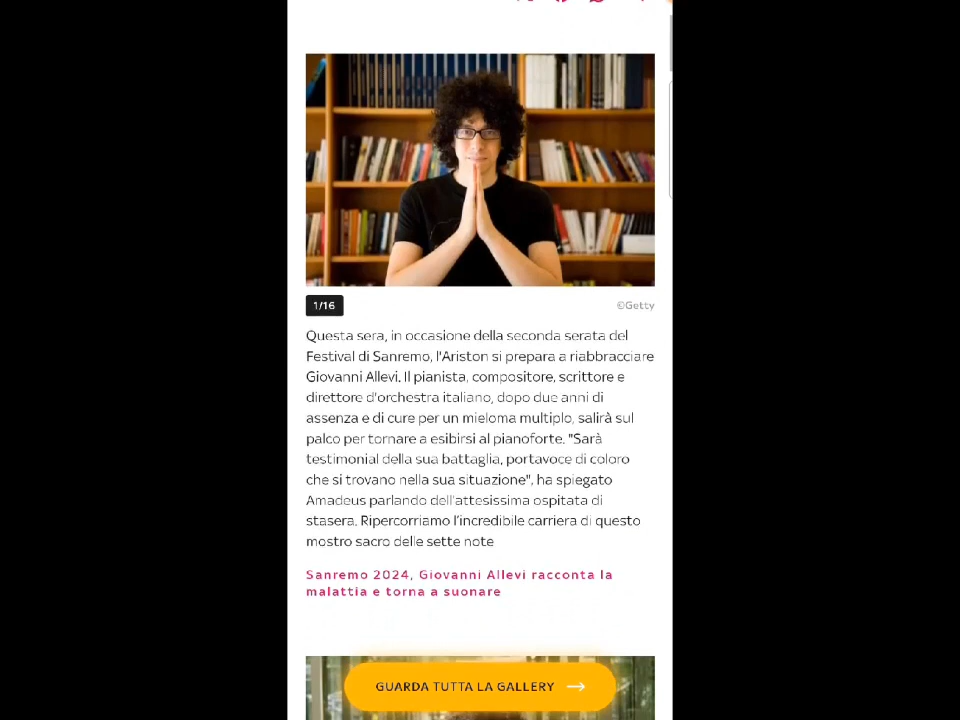 1/16
©Getty
Questa sera, in occasione della seconda serata del
Festival di Sanremo, l'Ariston si prepara a riabbracciare
Giovanni Allevi. Il pianista, compositore, scrittore e
direttore d'orchestra italiano, dopo due anni di
assenza e di cure per un mieloma multiplo, salirà sul
palco per tornare a esibirsi al pianoforte. "Sarà
testimonial della sua battaglia, portavoce di coloro
che si trovano nella sua situazione", ha spiegato
Amadeus parlando dell'attesissima ospitata di
stasera. Ripercorriamo l'incredibile carriera di questo
mostro sacro delle sette note
Sanremo 2024, Giovanni Allevi racconta la
malattia e torna a suonare
GUARDA TUTTA LA GALLERY